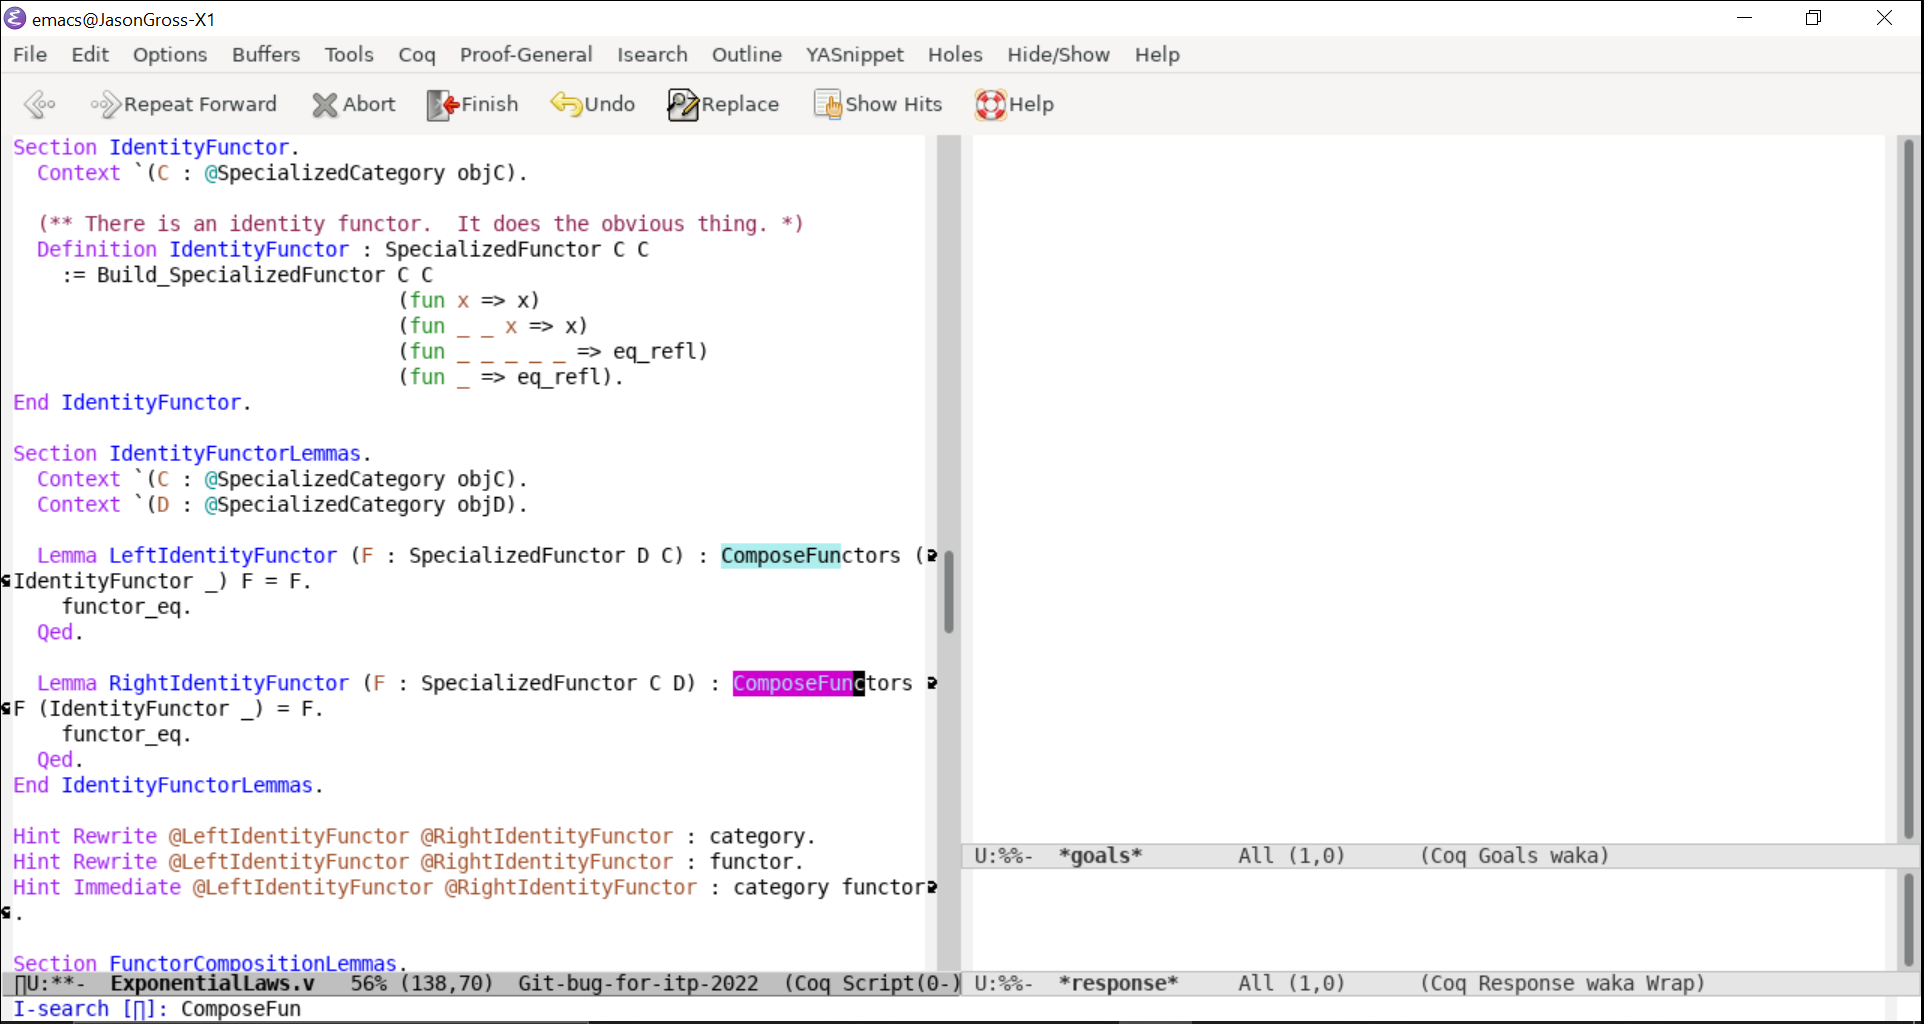 emacs@JasonGross-X1
File Edit Options Buffers Tools Coq Proof-General Isearch Outline YASnippet Holes Hide/Show Help
Repeat Forward Abort Finish Undo Replace Show Hits Help
Section IdentityFunctor.
  Context `(C : @SpecializedCategory objC).
  (** There is an identity functor.  It does the obvious thing. *)
  Definition IdentityFunctor : SpecializedFunctor C C
    := Build_SpecializedFunctor C C
                                (fun x => x)
                                (fun _ _ x => x)
                                (fun _ _ _ _ _ => eq_refl)
                                (fun _ => eq_refl).
End IdentityFunctor.
Section IdentityFunctorLemmas.
  Context `(C : @SpecializedCategory objC).
  Context `(D : @SpecializedCategory objD).
  Lemma LeftIdentityFunctor (F : SpecializedFunctor D C) : ComposeFunctors (
IdentityFunctor _) F = F.
    functor_eq.
  Qed.
  Lemma RightIdentityFunctor (F : SpecializedFunctor C D) : ComposeFunctors
F (IdentityFunctor _) = F.
    functor_eq.
  Qed.
End IdentityFunctorLemmas.
Hint Rewrite @LeftIdentityFunctor @RightIdentityFunctor : category.
Hint Rewrite @LeftIdentityFunctor @RightIdentityFunctor : functor.
Hint Immediate @LeftIdentityFunctor @RightIdentityFunctor : category functor
.
Section FunctorCompositionLemmas.
∏U:**-  ExponentialLaws.v   56% (138,70)  Git-bug-for-itp-2022  (Coq Script(0-)
I-search [∏]: ComposeFun
U:%%-  *goals*        All (1,0)      (Coq Goals waka)
U:%%-  *response*     All (1,0)      (Coq Response waka Wrap)